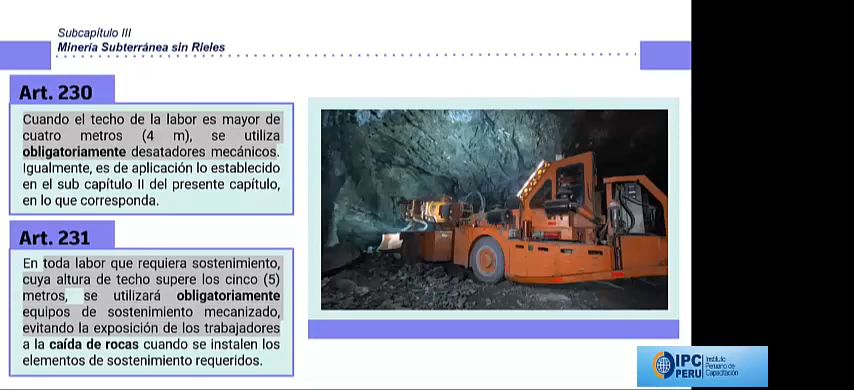 Subcapítulo III
Minería Subterránea sin Rieles
Art. 230
Cuando el techo de la labor es mayor de
cuatro metros (4 m), se utiliza
obligatoriamente desatadores mecánicos.
Igualmente, es de aplicación lo establecido
en el sub capítulo II del presente capítulo,
en lo que corresponda.
Art. 231
En toda labor que requiera sostenimiento,
cuya altura de techo supere los cinco (5)
metros, se utilizará obligatoriamente
equipos de sostenimiento mecanizado,
evitando la exposición de los trabajadores
a la caída de rocas cuando se instalen los
elementos de sostenimiento requeridos.
IPC
PERU
Instituto
Peruano de
Capacitación